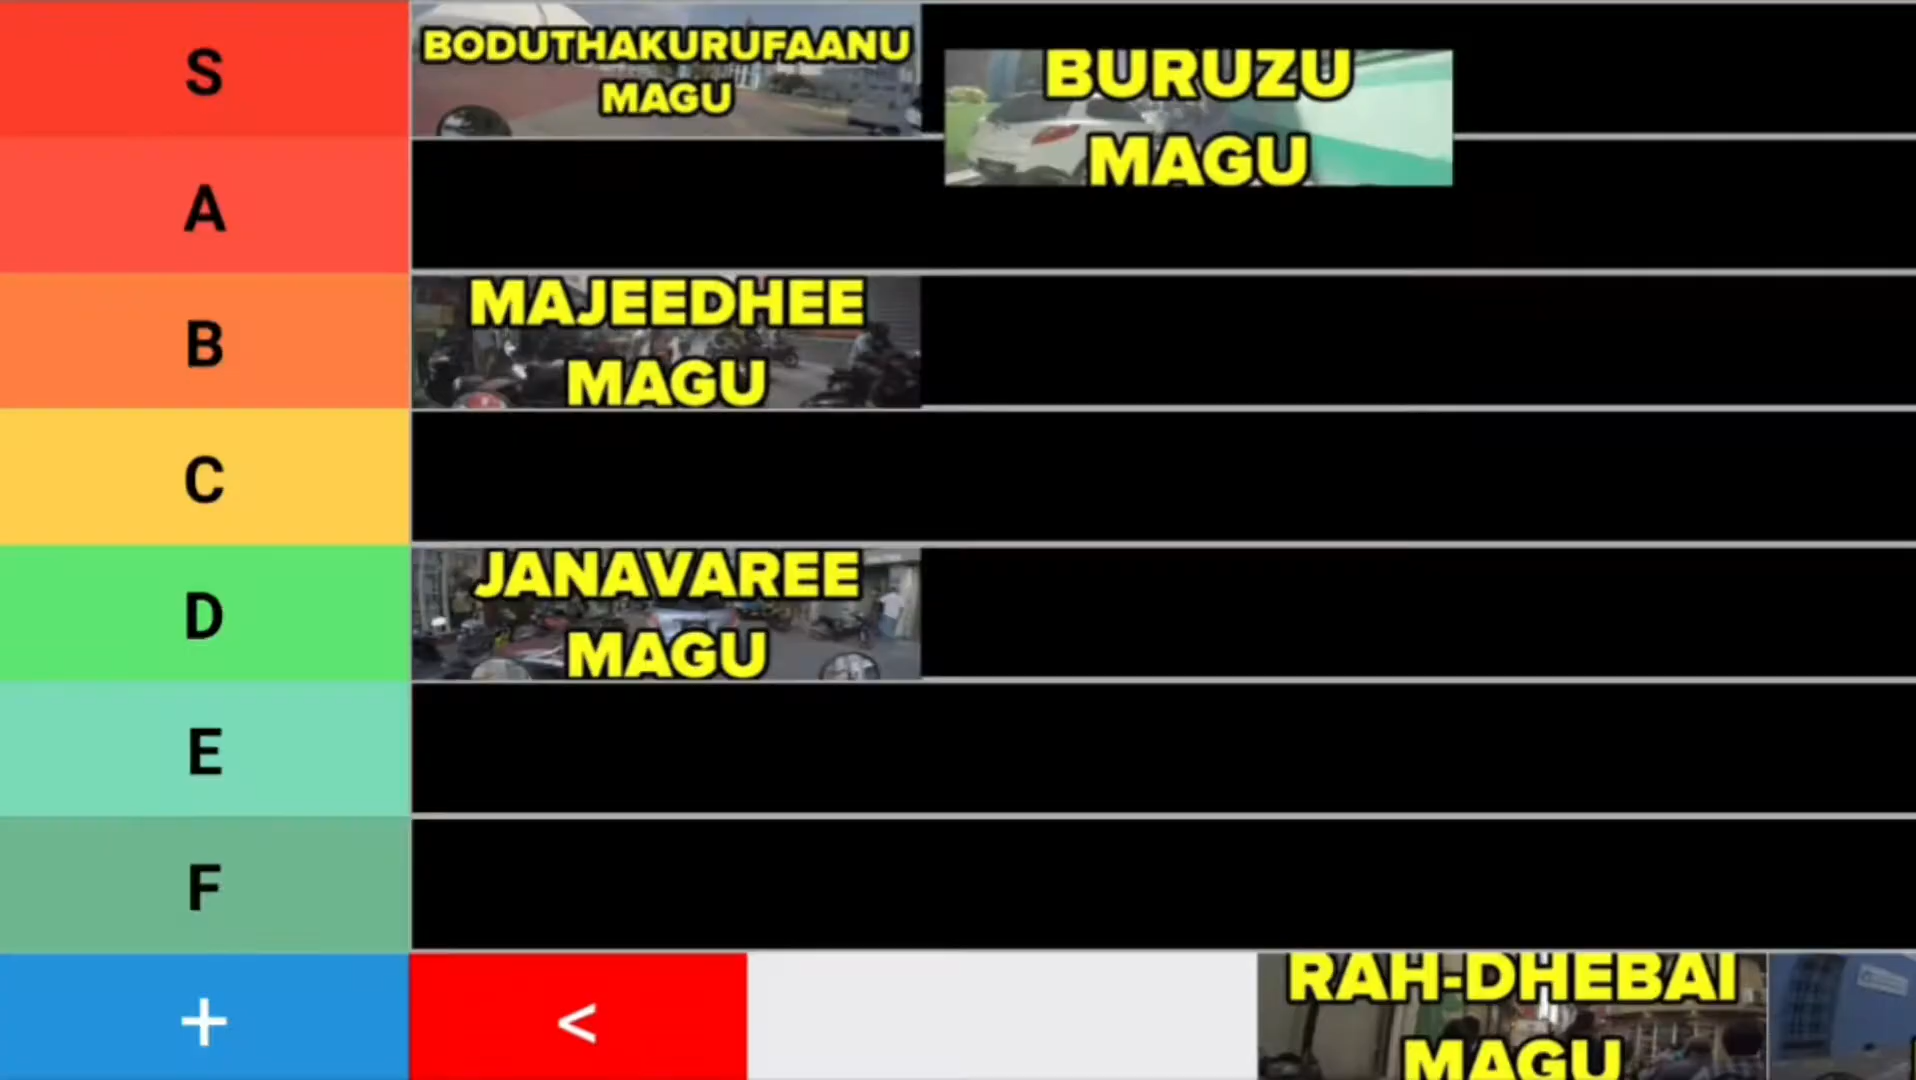 S
BODUTHAKURUFAANU
MAGU
BURUZU
MAGU
A
B
MAJEEDHEE
MAGU
C
D
JANAVAREE
MAGU
E
F
+
<
RAH-DHEBAI
MAGU